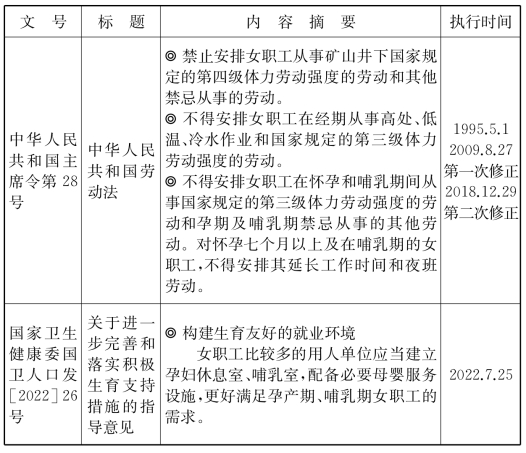 文 号
标 题
内 容 摘 要
执行时间
中华人民
共和国主
席令第 28
号
中华人民
共和国劳
动法
◎ 禁止安排女职工从事矿山井下国家规
定的第四级体力劳动强度的劳动和其他
禁忌从事的劳动。
◎ 不得安排女职工在经期从事高处、低
温、冷水作业和国家规定的第三级体力
劳动强度的劳动。
◎ 不得安排女职工在怀孕和哺乳期间从
事国家规定的第三级体力劳动强度的劳
动和孕期及哺乳期禁忌从事的其他劳
动。对怀孕七个月以上及在哺乳期的女
职工,不得安排其延长工作时间和夜班
劳动。
1995.5.1
2009.8.27
第一次修正
2018.12.29
第二次修正
国家卫生
健康委国
卫人口发
[2022]26
号
关于进一
步完善和
落实积极
生育支持
措施的指
导意见
◎ 构建生育友好的就业环境
女职工比较多的用人单位应当建立
孕妇休息室、哺乳室,配备必要母婴服务
设施,更好满足孕产期、哺乳期女职工的
需求。
2022.7.25